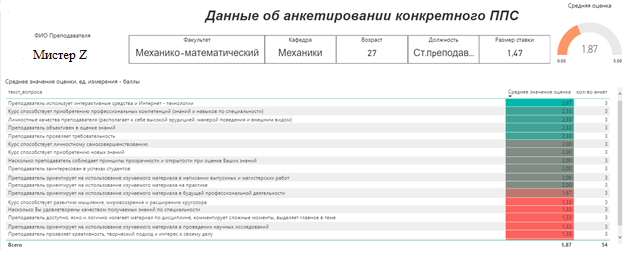 Данные об анкетировании конкретного ППС
Средняя оценка
ФИО Преподавателя
Мистер Z
Факультет
Механико-математический
Кафедра
Механики
Возраст
27
Должность
Ст.преподав...
Размер ставки
1,47
1.87
0.00
5.00
Среднее значение оценки, ед. измерения - баллы
текст_вопроса Среднее значение оценки кол-во анкет
Преподаватель использует интерактивные средства и Интернет - технологии 2,67 3
Курс способствует приобретению профессиональных компетенций (знаний и навыков по специальности) 2,33 3
Личностные качества преподавателя (располагает к себе высокой эрудицией, манерой поведения и внешним видом) 2,33 3
Преподаватель объективен в оценке знаний 2,33 3
Преподаватель проявляет требовательность 2,33 3
Курс способствует личностному самосовершенствованию 2,00 3
Курс способствует приобретению новых знаний 2,00 3
Насколько преподаватель соблюдает принципы прозрачности и открытости при оценке Ваших знаний 2,00 3
Преподаватель заинтересован в успехах студентов 2,00 3
Преподаватель ориентирует на использование изучаемого материала в написании выпускных и магистерских работ 2,00 3
Преподаватель ориентирует на использование изучаемого материала на практике 2,00 3
Преподаватель ориентирует на использование изучаемого материала в будущей профессиональной деятельности 1,67 3
Курс способствует развитию мышления, мировоззрения и расширению кругозора 1,33 3
Насколько Вы удовлетворены качеством получаемых знаний по специальности 1,33 3
Преподаватель доступно, ясно и логично излагает материал по дисциплине, комментирует сложные моменты, выделяет главное в теме 1,33 3
Преподаватель ориентирует на использование изучаемого материала в проведении научных исследований 1,33 3
Преподаватель проявляет креативность, творческий подход и интерес к своему делу 1,33 3
Всего 1,87 54